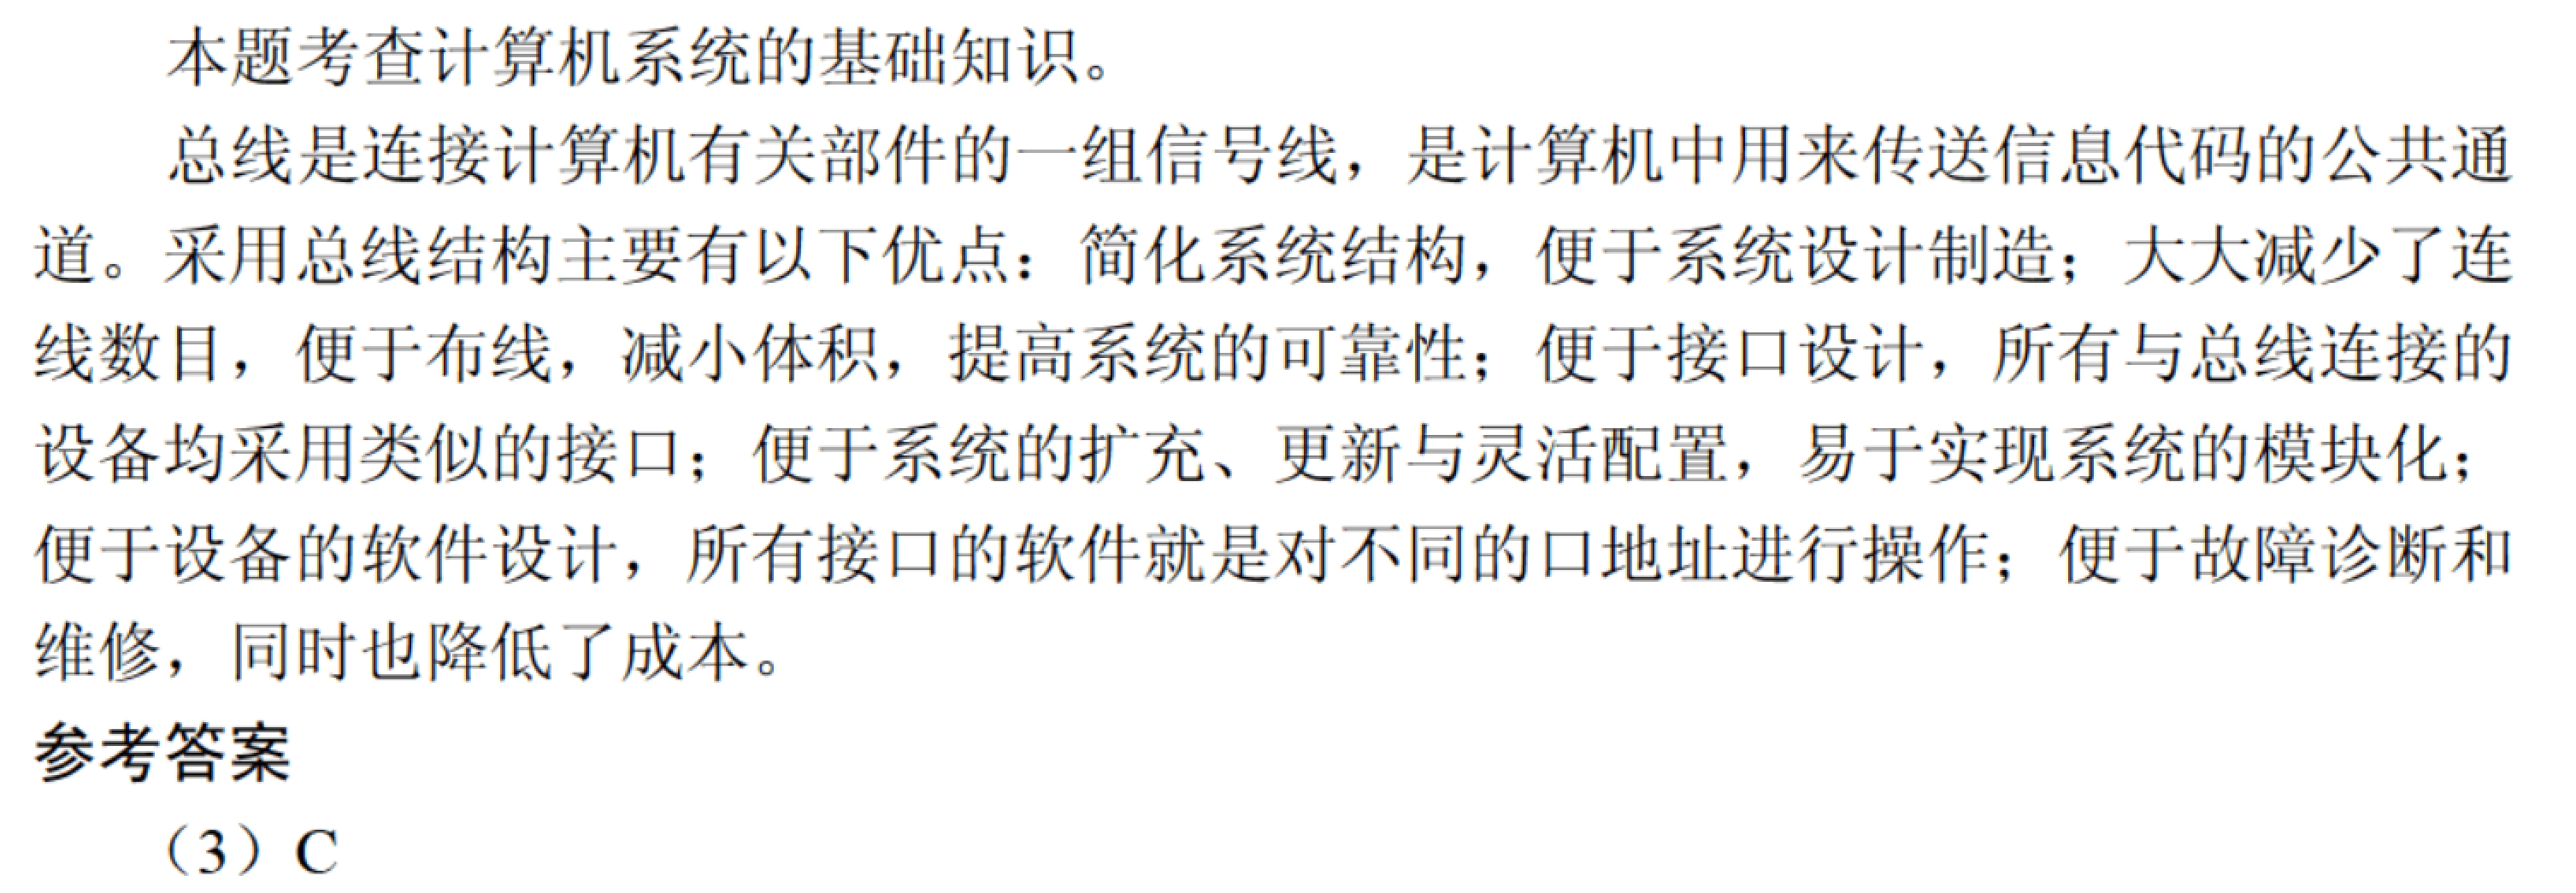 本题考查计算机系统的基础知识。
总线是连接计算机有关部件的一组信号线，是计算机中用来传送信息代码的公共通
道。采用总线结构主要有以下优点：简化系统结构，便于系统设计制造；大大减少了连
线数目，便于布线，减小体积，提高系统的可靠性；便于接口设计，所有与总线连接的
设备均采用类似的接口；便于系统的扩充、更新与灵活配置，易于实现系统的模块化；
便于设备的软件设计，所有接口的软件就是对不同的口地址进行操作；便于故障诊断和
维修，同时也降低了成本。
参考答案
（3）C